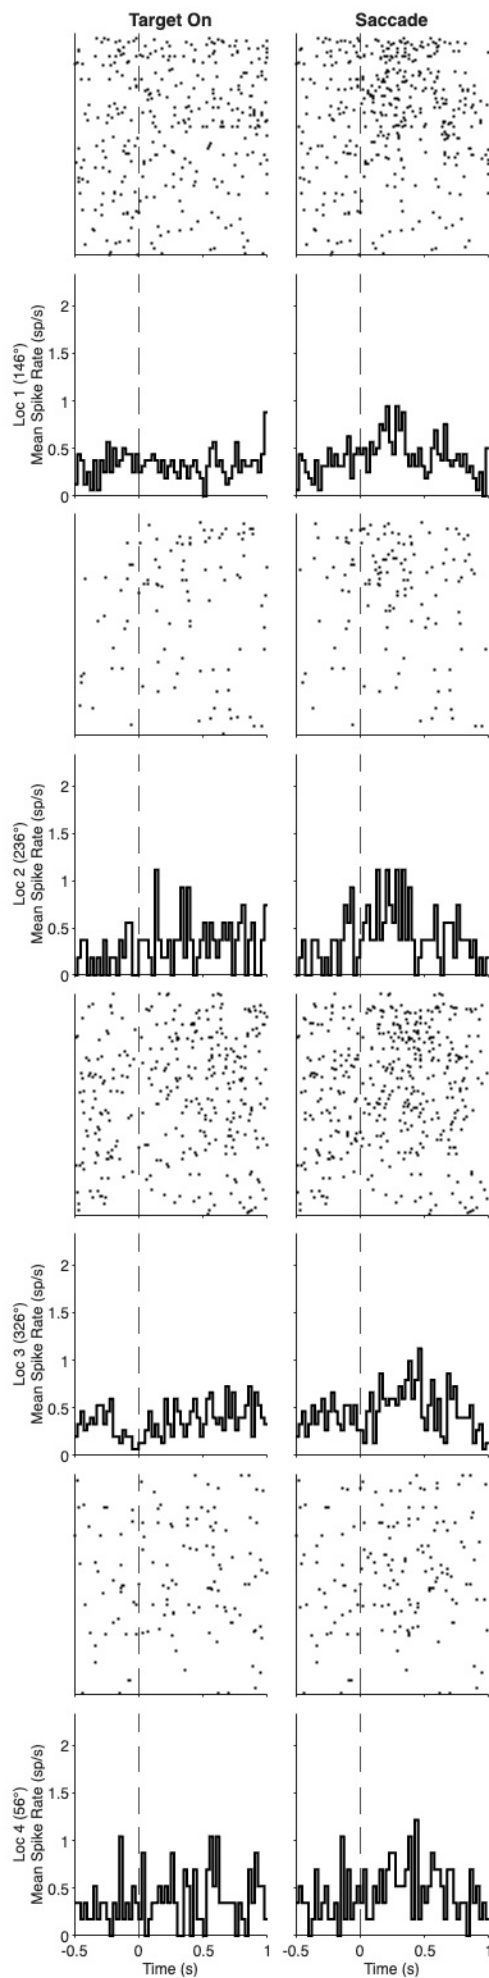 Target On
Saccade
Loc 1 (146°)
Mean Spike Rate (sp/s)
2
1.5
1
0.5
0
Loc 2 (236°)
Mean Spike Rate (sp/s)
2
1.5
1
0.5
0
Loc 3 (326°)
Mean Spike Rate (sp/s)
2
1.5
1
0.5
0
Loc 4 (56°)
Mean Spike Rate (sp/s)
2
1.5
1
0.5
0
-0.5 0 0.5 1
-0.5 0 0.5 1
Time (s)
Time (s)